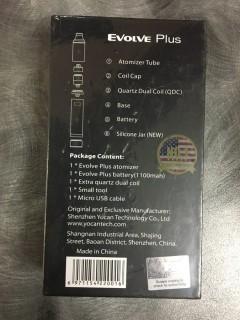 EVOLVE Plus
① Atomizer Tube
② Coil Cap
③ Quartz Dual Coil (QDC)
④ Base
⑤ Battery
⑥ Silicone Jar (NEW)
Package Content:
1 * Evolve Plus atomizer
1 * Evolve Plus battery(1100mah)
1 * Extra quartz dual coil
1 * Small tool
1 * Micro USB cable
Original and Exclusive Manufacturer:
Shenzhen Yocan Technology Co., Ltd
www.yocantech.com
Shangnan Industrial Area, Shajing
Street, Baoan District, Shenzhen, China.
Made in China
6971154220016